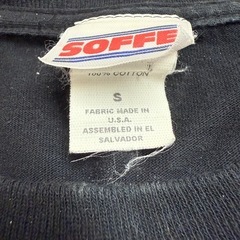 SOFFE
100% COTTON
S
FABRIC MADE IN
U.S.A.
ASSEMBLED IN EL
SALVADOR